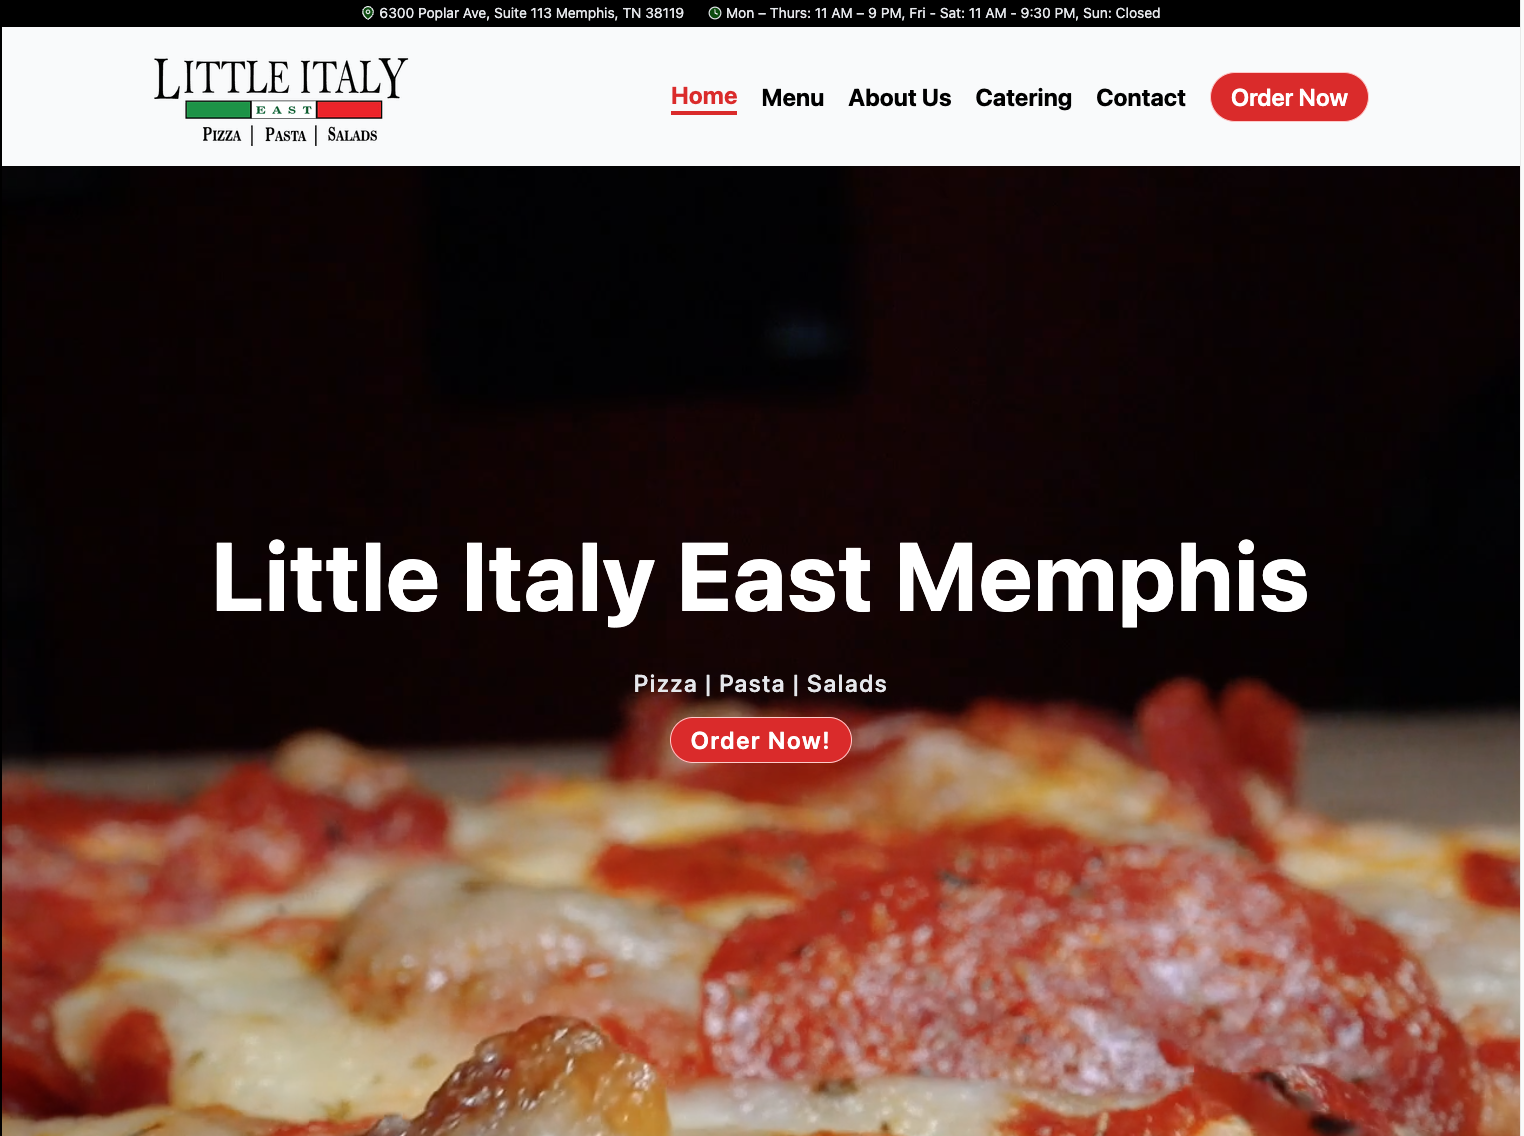 6300 Poplar Ave, Suite 113 Memphis, TN 38119 Mon – Thurs: 11 AM – 9 PM, Fri - Sat: 11 AM - 9:30 PM, Sun: Closed
LITTLE ITALY
EAST
PIZZA | PASTA | SALADS
Home Menu About Us Catering Contact Order Now
Little Italy East Memphis
Pizza | Pasta | Salads
Order Now!